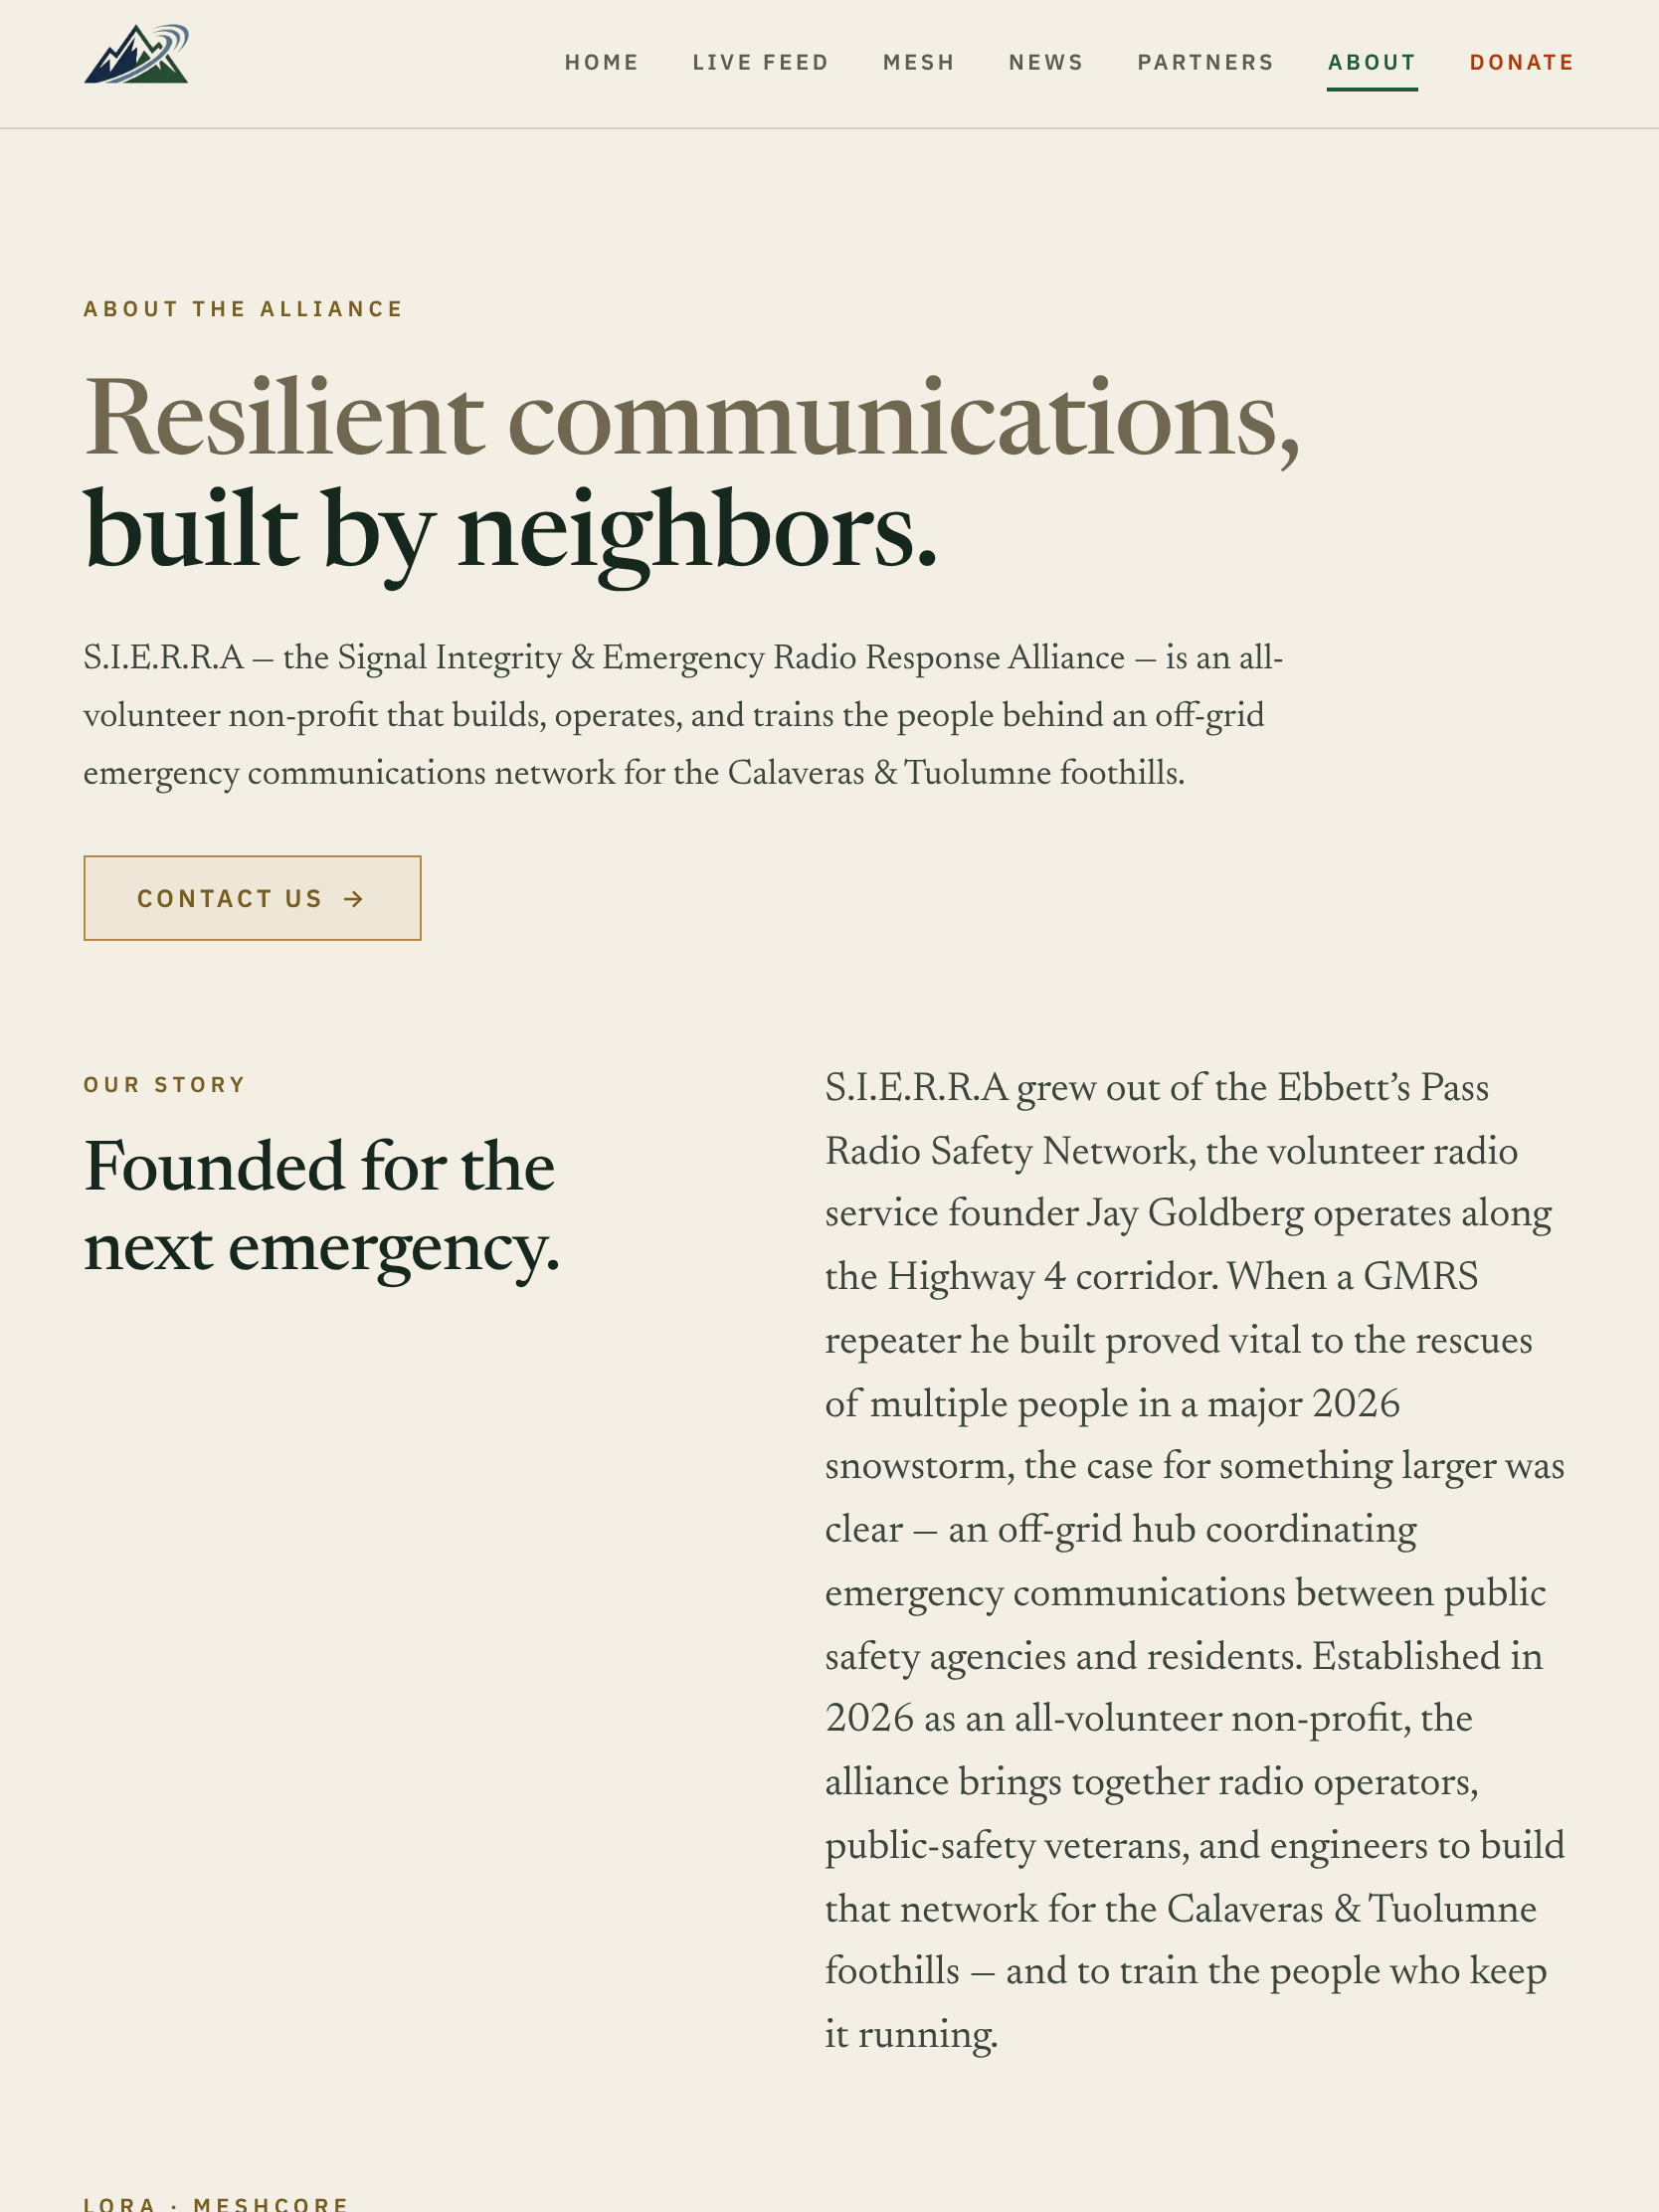 HOME LIVE FEED MESH NEWS PARTNERS ABOUT DONATE
ABOUT THE ALLIANCE
Resilient communications,
built by neighbors.
S.I.E.R.R.A — the Signal Integrity & Emergency Radio Response Alliance — is an all-
volunteer non-profit that builds, operates, and trains the people behind an off-grid
emergency communications network for the Calaveras & Tuolumne foothills.
CONTACT US →
OUR STORY
Founded for the
next emergency.
S.I.E.R.R.A grew out of the Ebbett’s Pass
Radio Safety Network, the volunteer radio
service founder Jay Goldberg operates along
the Highway 4 corridor. When a GMRS
repeater he built proved vital to the rescues
of multiple people in a major 2026
snowstorm, the case for something larger was
clear — an off-grid hub coordinating
emergency communications between public
safety agencies and residents. Established in
2026 as an all-volunteer non-profit, the
alliance brings together radio operators,
public-safety veterans, and engineers to build
that network for the Calaveras & Tuolumne
foothills — and to train the people who keep
it running.
LORA · MESHCORE